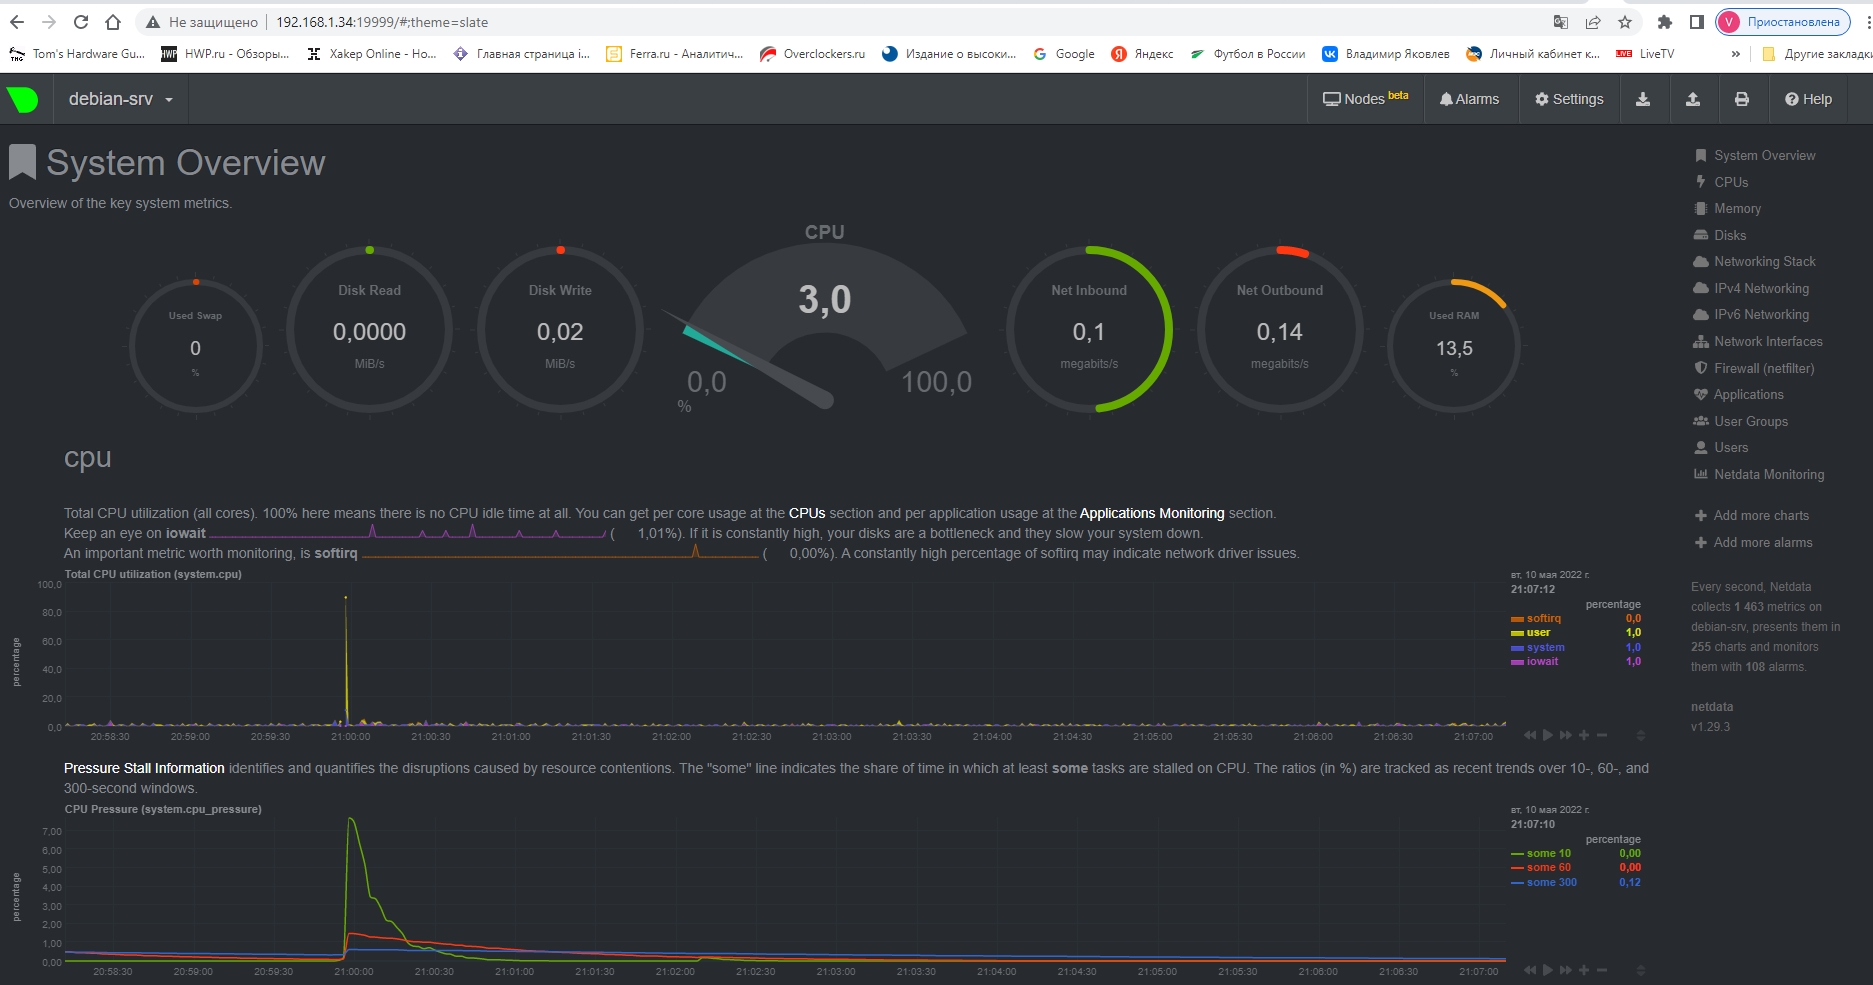 Не защищено 192.168.1.34:19999/#;theme=slate V Приостановлена
Tom's Hardware Gu... HWP HWP.ru - Обзоры... Хакер Online - Но... Главная страница i... Ferra.ru - Аналитич... Overclockers.ru Издание о высоки... Google Яндекс Футбол в России Владимир Яковлев Личный кабинет к... LIVE LiveTV » Другие закладки
debian-srv Nodes beta Alarms Settings Help
System Overview
Overview of the key system metrics.
Used Swap
0
%
Disk Read
0,0000
MiB/s
Disk Write
0,02
MiB/s
CPU
3,0
0,0 100,0
%
Net Inbound
0,1
megabits/s
Net Outbound
0,14
megabits/s
Used RAM
13,5
%
cpu
Total CPU utilization (all cores). 100% here means there is no CPU idle time at all. You can get per core usage at the CPUs section and per application usage at the Applications Monitoring section.
Keep an eye on iowait ( 1,01%). If it is constantly high, your disks are a bottleneck and they slow your system down.
An important metric worth monitoring, is softirq ( 0,00%). A constantly high percentage of softirq may indicate network driver issues.
Total CPU utilization (system.cpu)
percentage
100,0
80,0
60,0
40,0
20,0
0,0
20:58:30 20:59:00 20:59:30 21:00:00 21:00:30 21:01:00 21:01:30 21:02:00 21:02:30 21:03:00 21:03:30 21:04:00 21:04:30 21:05:00 21:05:30 21:06:00 21:06:30 21:07:00
вт, 10 мая 2022 г.
21:07:12
percentage
softirq 0,0
user 1,0
system 1,0
iowait 1,0
Pressure Stall Information identifies and quantifies the disruptions caused by resource contentions. The "some" line indicates the share of time in which at least some tasks are stalled on CPU. The ratios (in %) are tracked as recent trends over 10-, 60-, and
300-second windows.
CPU Pressure (system.cpu_pressure)
percentage
7,00
6,00
5,00
4,00
3,00
2,00
1,00
0,00
20:58:30 20:59:00 20:59:30 21:00:00 21:00:30 21:01:00 21:01:30 21:02:00 21:02:30 21:03:00 21:03:30 21:04:00 21:04:30 21:05:00 21:05:30 21:06:00 21:06:30 21:07:00
вт, 10 мая 2022 г.
21:07:10
percentage
some 10 0,00
some 60 0,00
some 300 0,12
System Overview
CPUs
Memory
Disks
Networking Stack
IPv4 Networking
IPv6 Networking
Network Interfaces
Firewall (netfilter)
Applications
User Groups
Users
Netdata Monitoring
Add more charts
Add more alarms
Every second, Netdata
collects 1 463 metrics on
debian-srv, presents them in
255 charts and monitors
them with 108 alarms.
netdata
v1.29.3